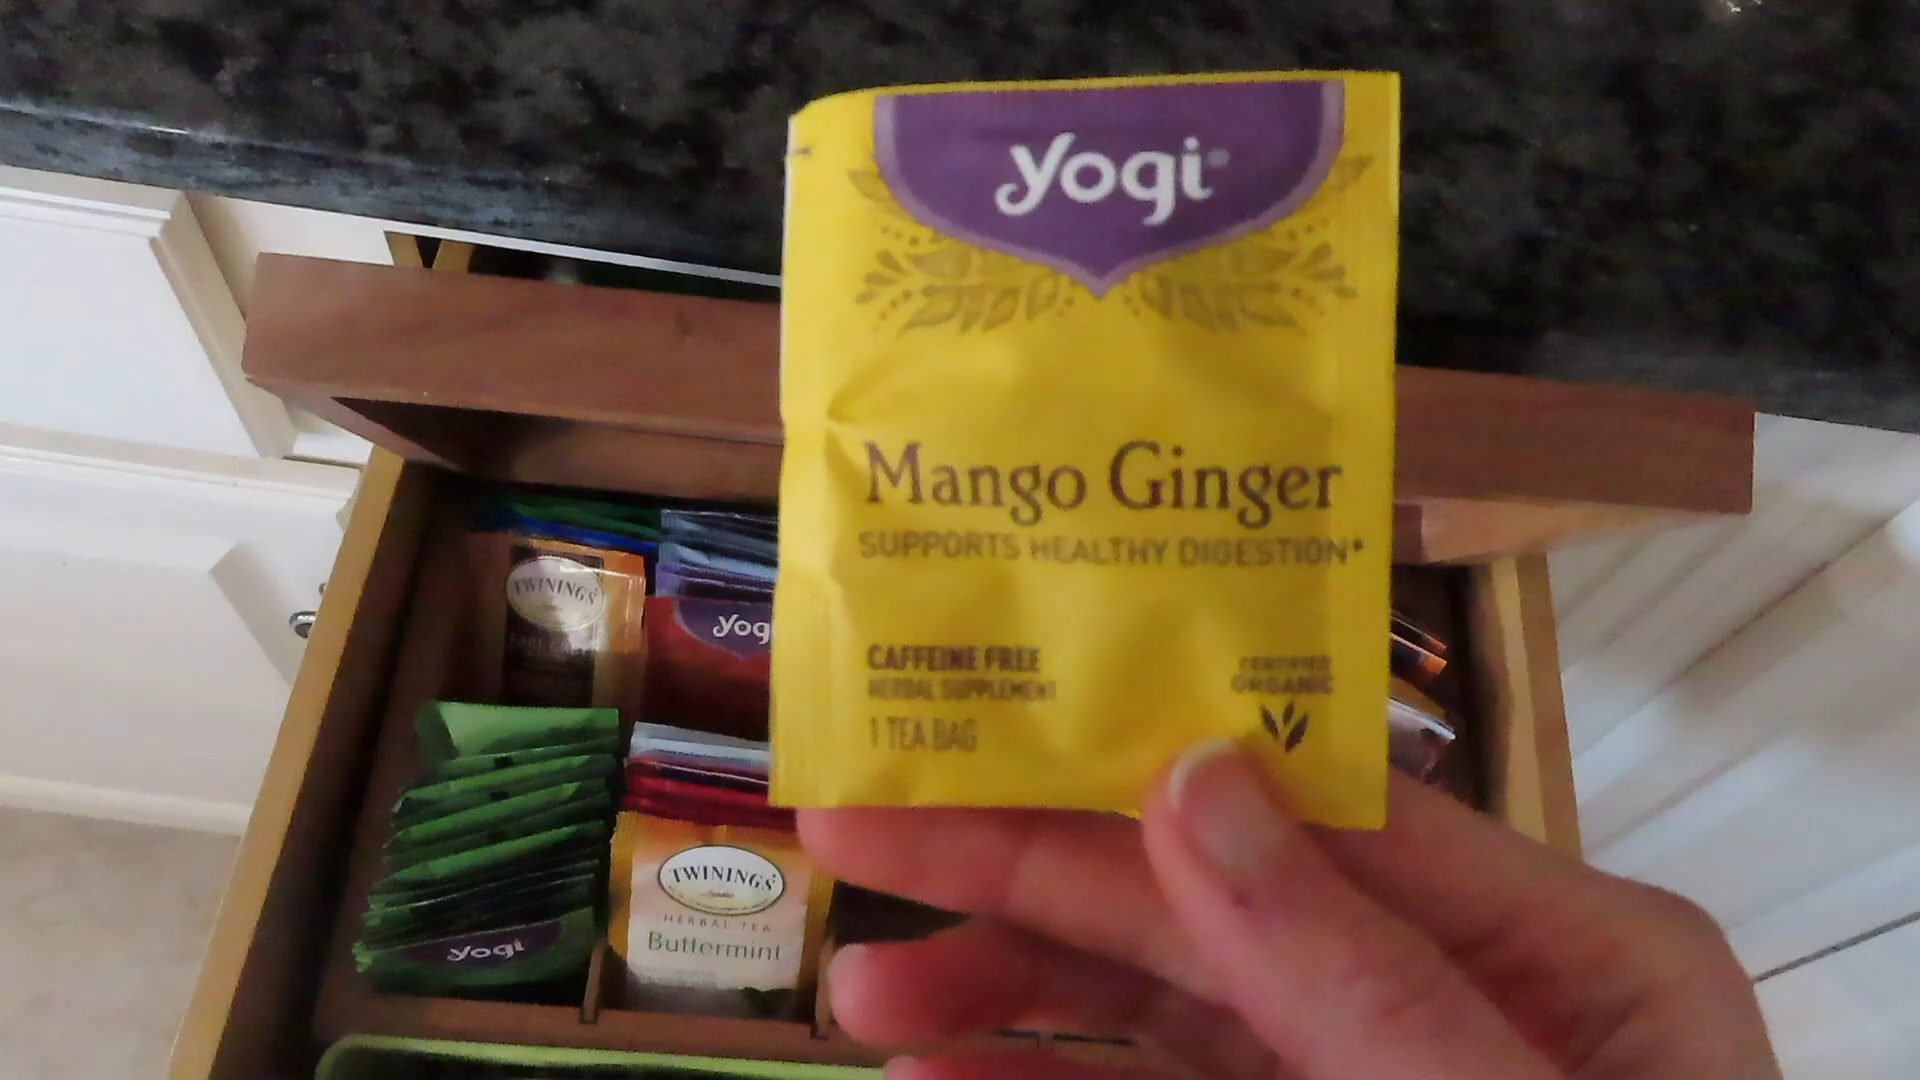 yogi
Mango Ginger
SUPPORTS HEALTHY DIGESTION*
CAFFEINE FREE
HERBAL SUPPLEMENT
1 TEA BAG
CERTIFIED
ORGANIC
TWININGS
yog
yogi
TWININGS
HERBAL TEA
Buttermint